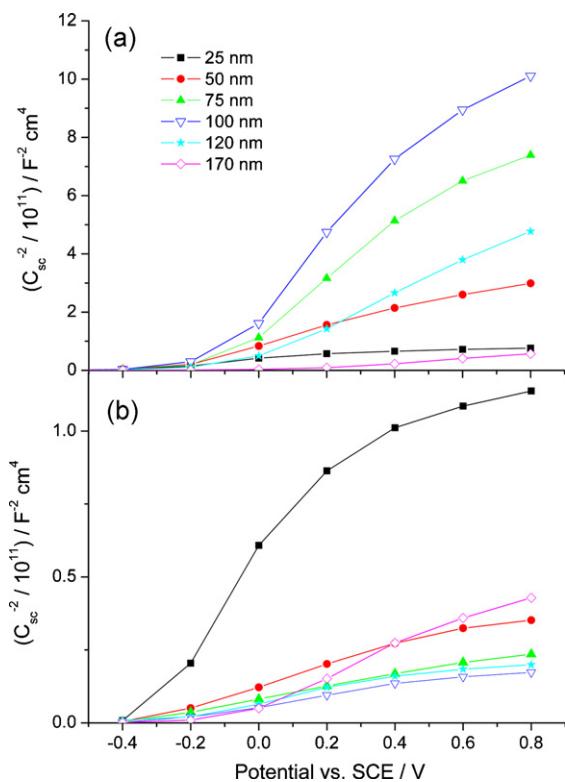 (a)
25 nm
50 nm
75 nm
100 nm
120 nm
170 nm
(C_sc^-2 / 10^11) / F^-2 cm^4
12
10
8
6
4
2
0
(b)
(C_sc^-2 / 10^11) / F^-2 cm^4
1.0
0.5
0.0
-0.4 -0.2 0.0 0.2 0.4 0.6 0.8
Potential vs. SCE / V